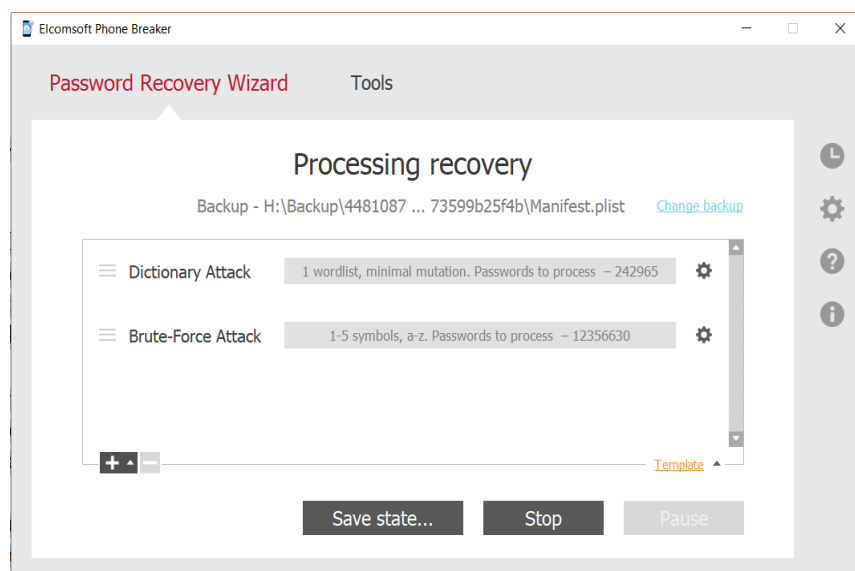 Elcomsoft Phone Breaker
Password Recovery Wizard Tools
Processing recovery
Backup - H:\Backup\4481087 ... 73599b25f4b\Manifest.plist Change backup
Dictionary Attack 1 wordlist, minimal mutation. Passwords to process – 242965
Brute-Force Attack 1-5 symbols, a-z. Passwords to process – 12356630
Template
Save state... Stop Pause